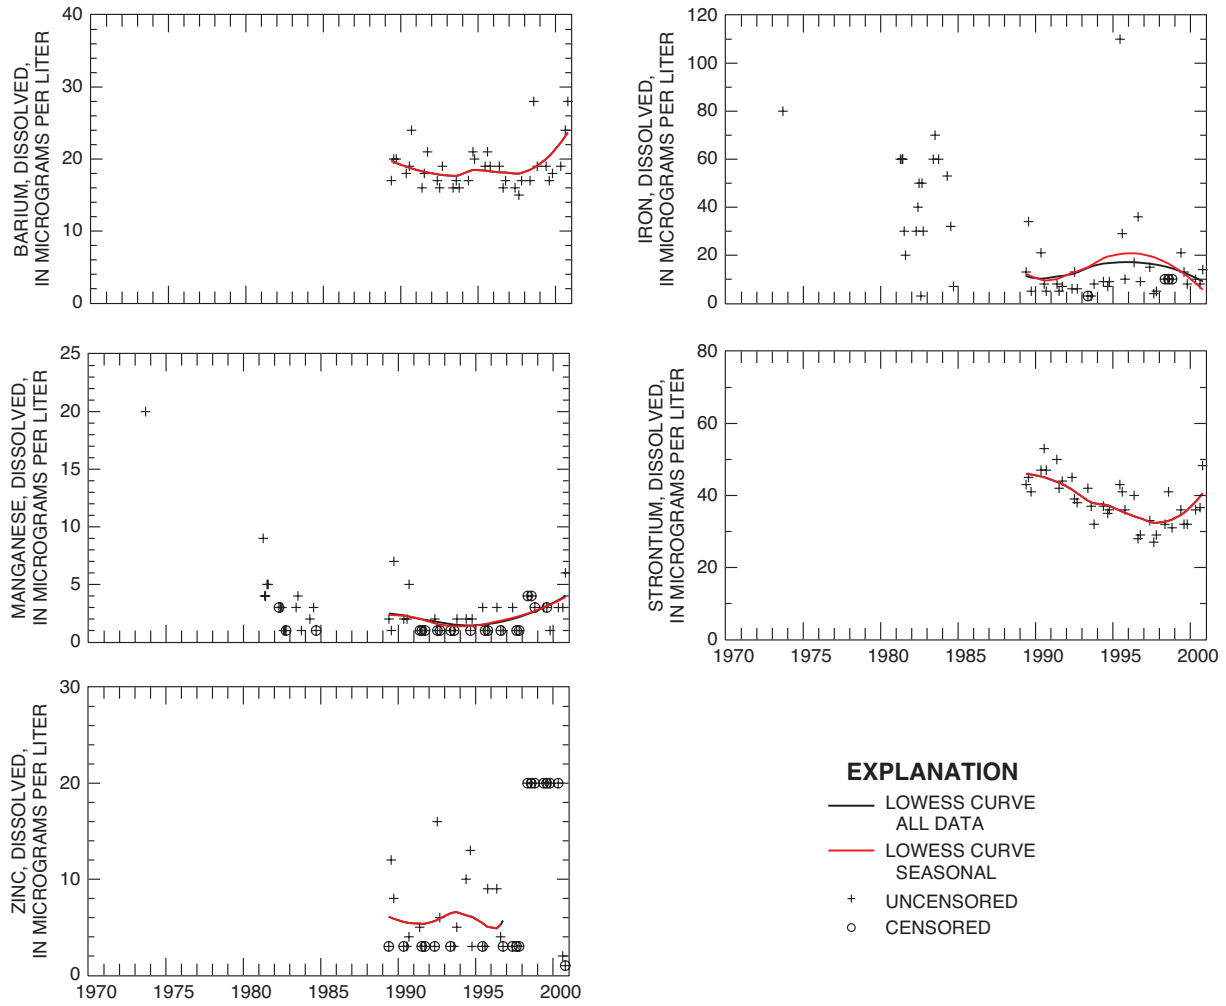 BARIUM, DISSOLVED,
IN MICROGRAMS PER LITER
40
30
20
10
0
IRON, DISSOLVED,
IN MICROGRAMS PER LITER
120
100
80
60
40
20
0
MANGANESE, DISSOLVED,
IN MICROGRAMS PER LITER
25
20
15
10
5
0
STRONTIUM, DISSOLVED,
IN MICROGRAMS PER LITER
80
60
40
20
0
1970 1975 1980 1985 1990 1995 2000
ZINC, DISSOLVED,
IN MICROGRAMS PER LITER
30
20
10
0
1970 1975 1980 1985 1990 1995 2000
EXPLANATION
LOWESS CURVE
ALL DATA
LOWESS CURVE
SEASONAL
UNCENSORED
CENSORED